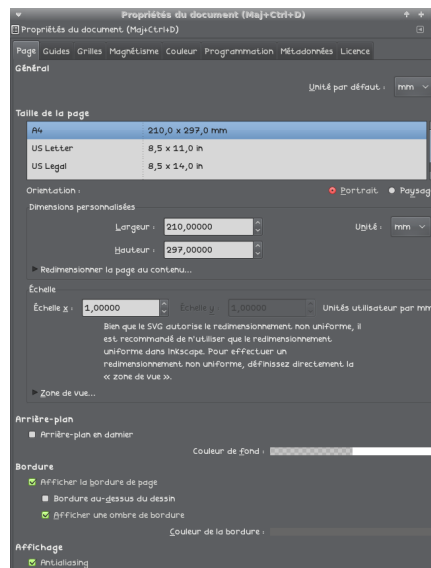 Propriétés du document (Maj+Ctrl+D)
Propriétés du document (Maj+Ctrl+D)
Page Guides Grilles Magnétisme Couleur Programmation Métadonnées Licence
Général
Unité par défaut : mm
Taille de la page
A4 210,0 x 297,0 mm
US Letter 8,5 x 11,0 in
US Legal 8,5 x 14,0 in
Orientation : Portrait Paysag
Dimensions personnalisées
Largeur : 210,00000 Unité : mm
Hauteur : 297,00000
Redimensionner la page au contenu...
Échelle
Échelle x : 1,00000 Échelle y : 1,00000 Unités utilisateur par mm
Bien que le SVG autorise le redimensionnement non uniforme, il
est recommandé de n'utiliser que le redimensionnement
uniforme dans Inkscape. Pour effectuer un
redimensionnement non uniforme, définissez directement la
« zone de vue ».
Zone de vue...
Arrière-plan
Arrière-plan en damier
Couleur de fond :
Bordure
Afficher la bordure de page
Bordure au-dessus du dessin
Afficher une ombre de bordure
Couleur de la bordure :
Affichage
Antialiasing